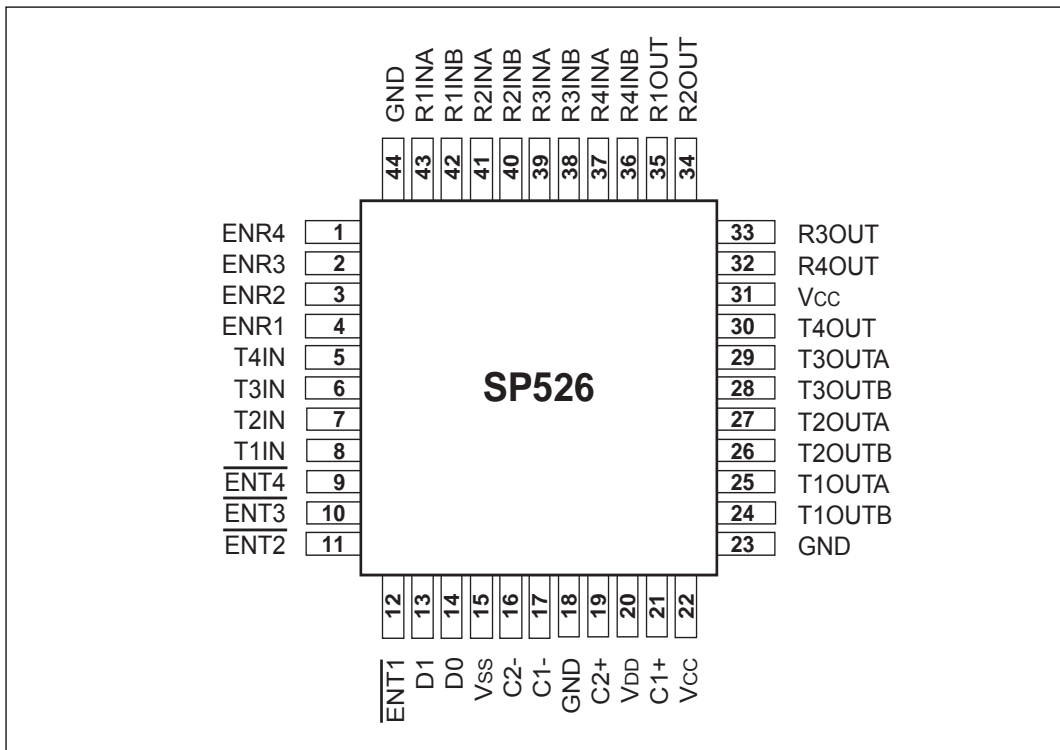 GND
R1INA
R1INB
R2INA
R2INB
R3INA
R3INB
R4INA
R4INB
R1OUT
R2OUT
44
43
42
41
40
39
38
37
36
35
34
ENR4 1
ENR3 2
ENR2 3
ENR1 4
T4IN 5
T3IN 6
T2IN 7
T1IN 8
ENT4 9
ENT3 10
ENT2 11
SP526
33 R3OUT
32 R4OUT
31 VCC
30 T4OUT
29 T3OUTA
28 T3OUTB
27 T2OUTA
26 T2OUTB
25 T1OUTA
24 T1OUTB
23 GND
12
13
14
15
16
17
18
19
20
21
22
ENT1
D1
D0
VSS
C2-
C1-
GND
C2+
VDD
C1+
VCC